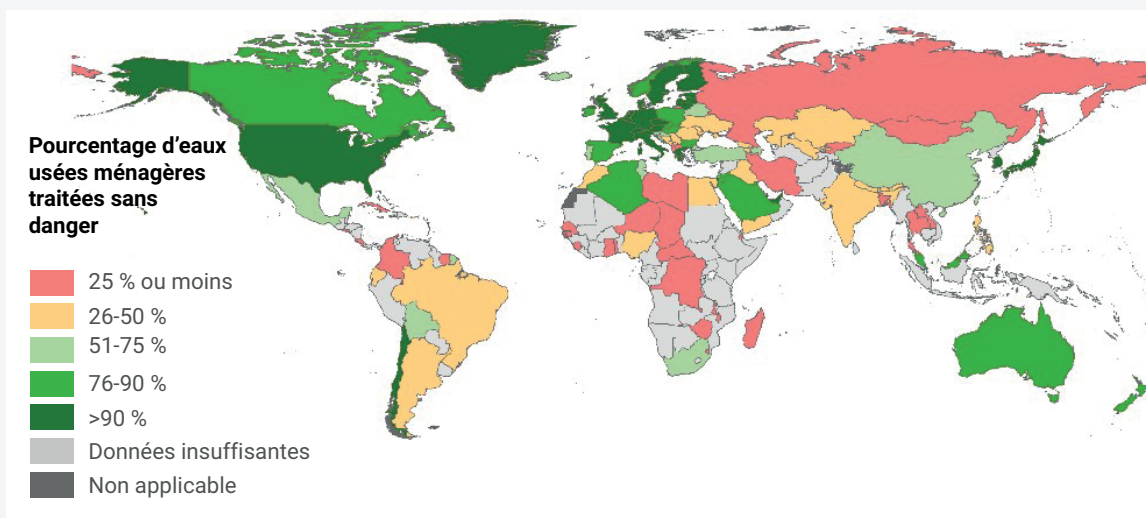 Pourcentage d'eaux
usées ménagères
traitées sans
danger
25 % ou moins
26-50 %
51-75 %
76-90 %
>90 %
Données insuffisantes
Non applicable